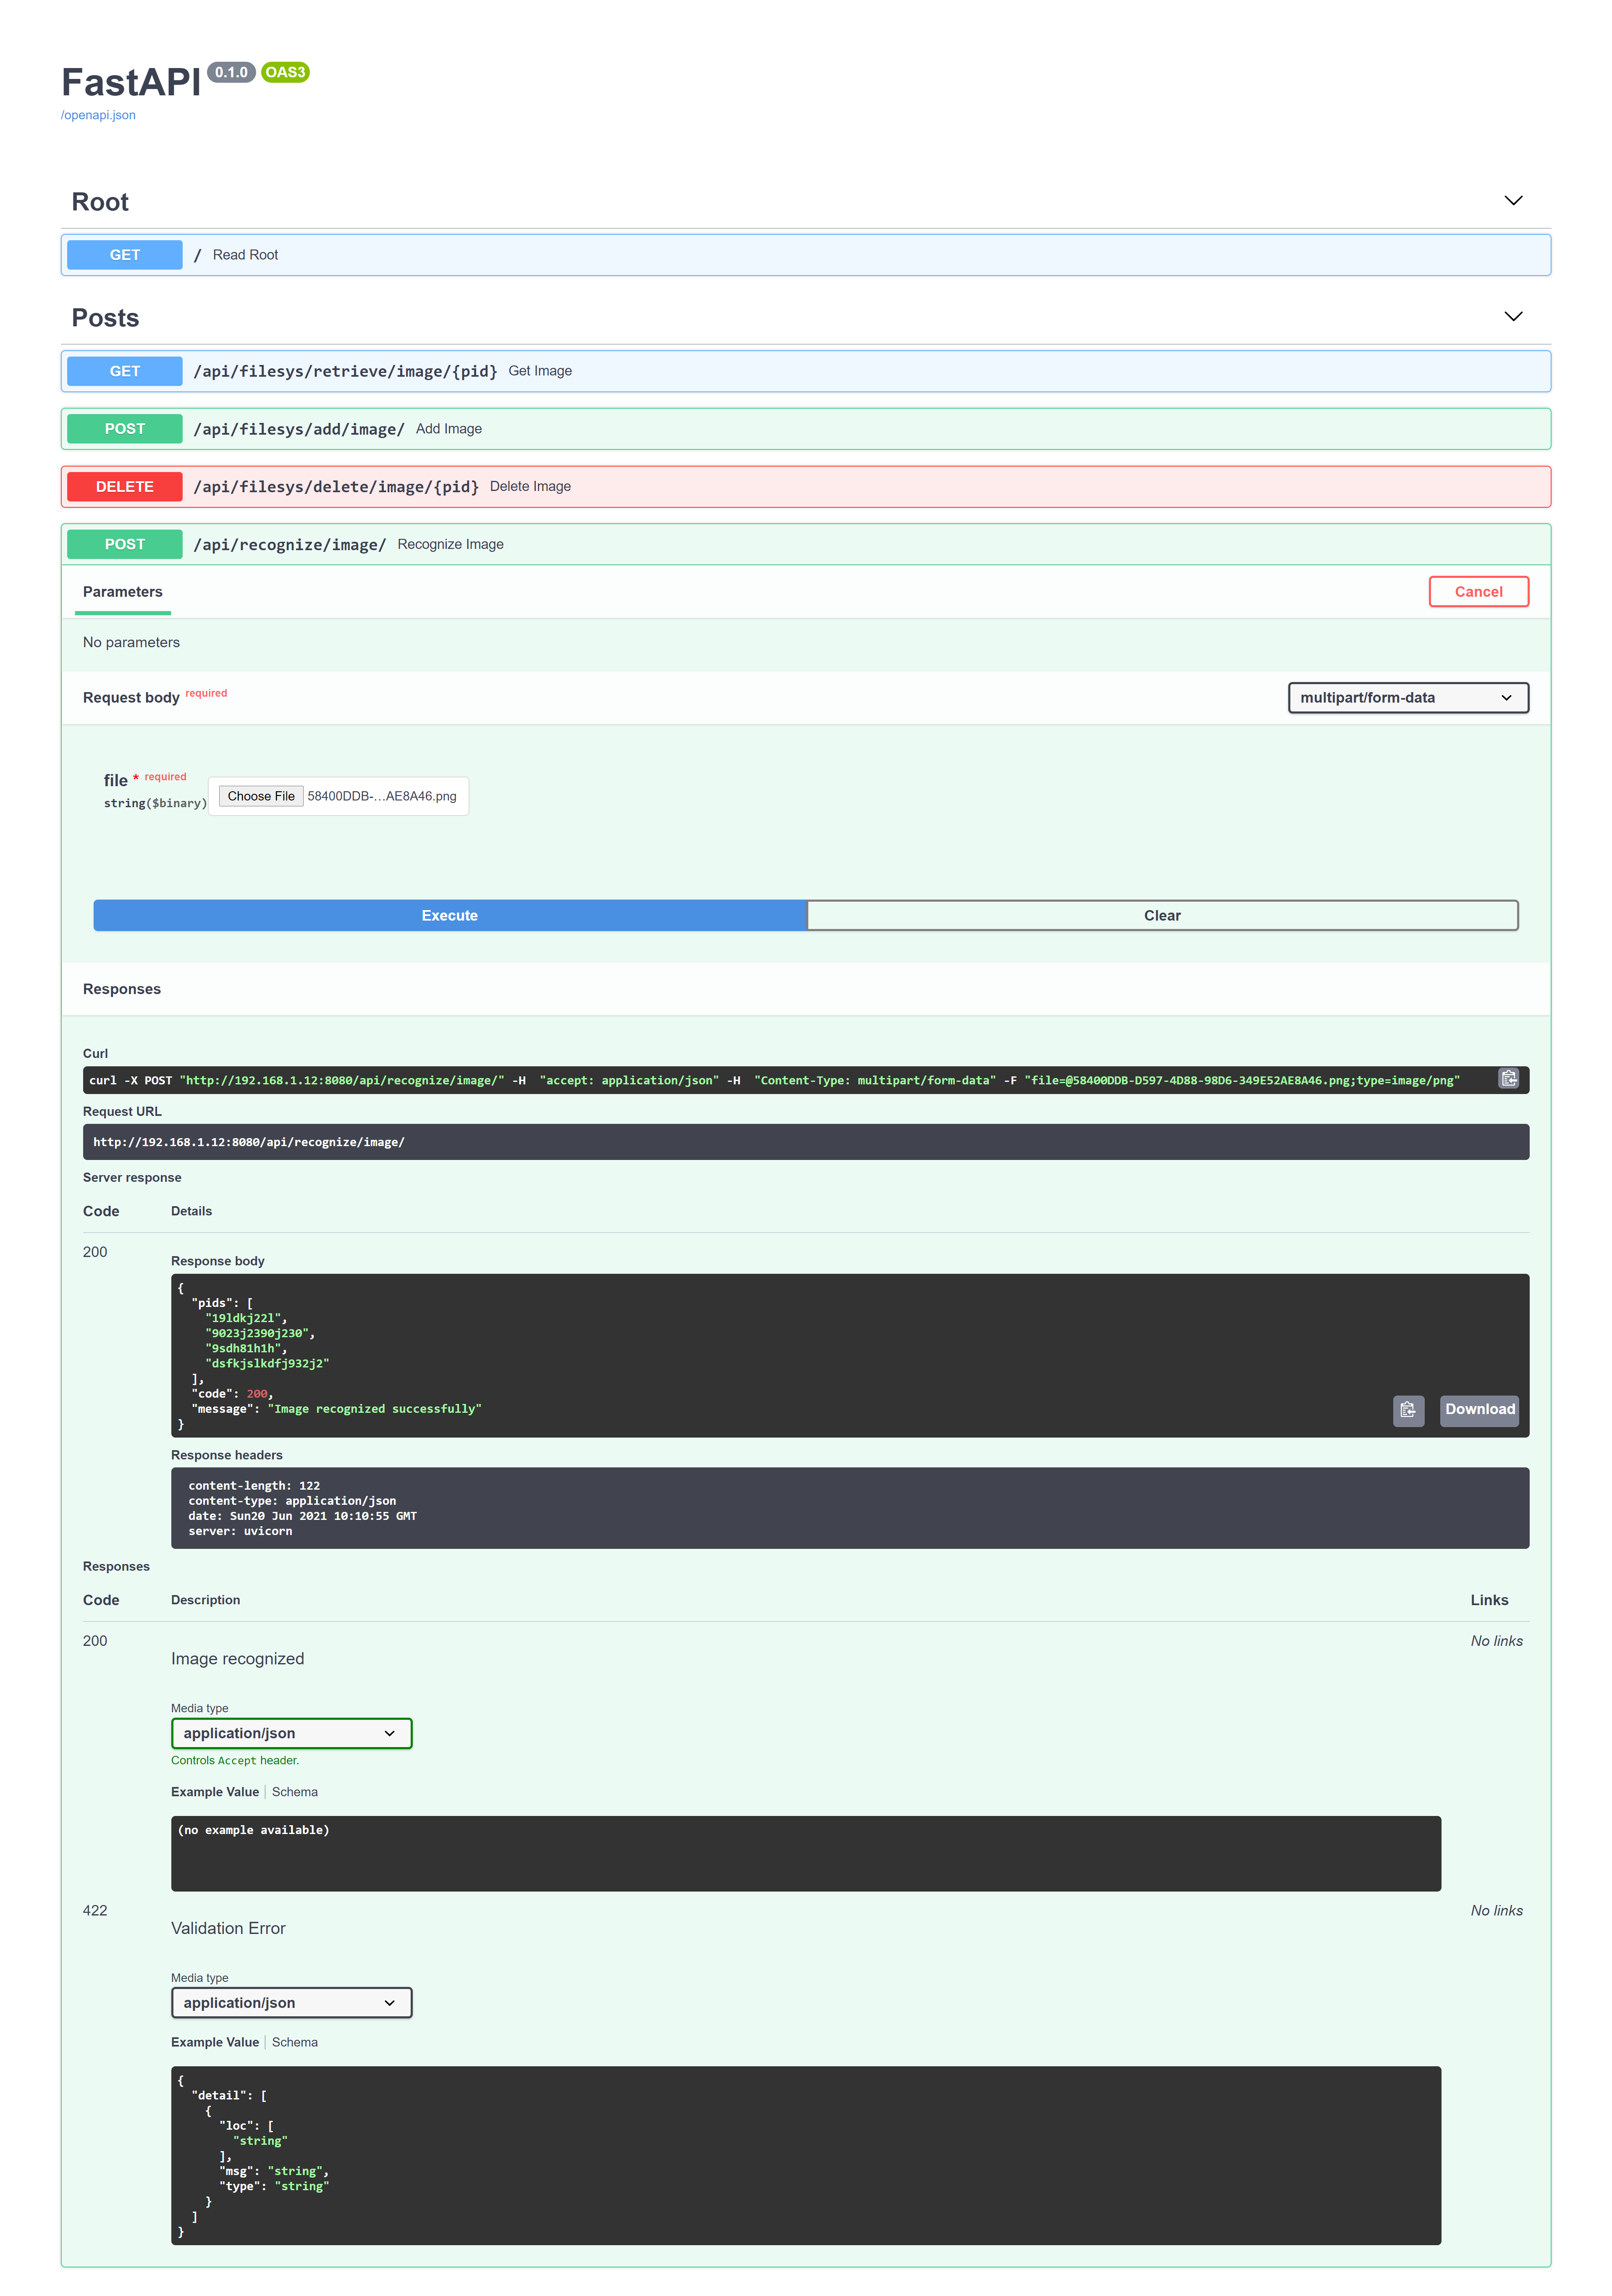 FastAPI 0.1.0 OAS3
/openapi.json
Root
GET / Read Root
Posts
GET /api/filesys/retrieve/image/{pid} Get Image
POST /api/filesys/add/image/ Add Image
DELETE /api/filesys/delete/image/{pid} Delete Image
POST /api/recognize/image/ Recognize Image
Parameters Cancel
No parameters
Request body required multipart/form-data
file * required
string($binary) Choose File 58400DDB-...AE8A46.png
Execute Clear
Responses
Curl
curl -X POST "http://192.168.1.12:8080/api/recognize/image/" -H  "accept: application/json" -H  "Content-Type: multipart/form-data" -F "file=@58400DDB-D597-4D88-98D6-349E52AE8A46.png;type=image/png"
Request URL
http://192.168.1.12:8080/api/recognize/image/
Server response
Code Details
200
Response body
{
"pids": [
"19ldkj22l",
"9023j2390j230",
"9sdh81h1h",
"dsfkjslkdfj932j2"
],
"code": 200,
"message": "Image recognized successfully"
}
Download
Response headers
content-length: 122
content-type: application/json
date: Sun20 Jun 2021 10:10:55 GMT
server: uvicorn
Responses
Code Description Links
200 No links
Image recognized
Media type
application/json
Controls Accept header.
Example Value Schema
(no example available)
422 No links
Validation Error
Media type
application/json
Example Value Schema
{
"detail": [
{
"loc": [
"string"
],
"msg": "string",
"type": "string"
}
]
}